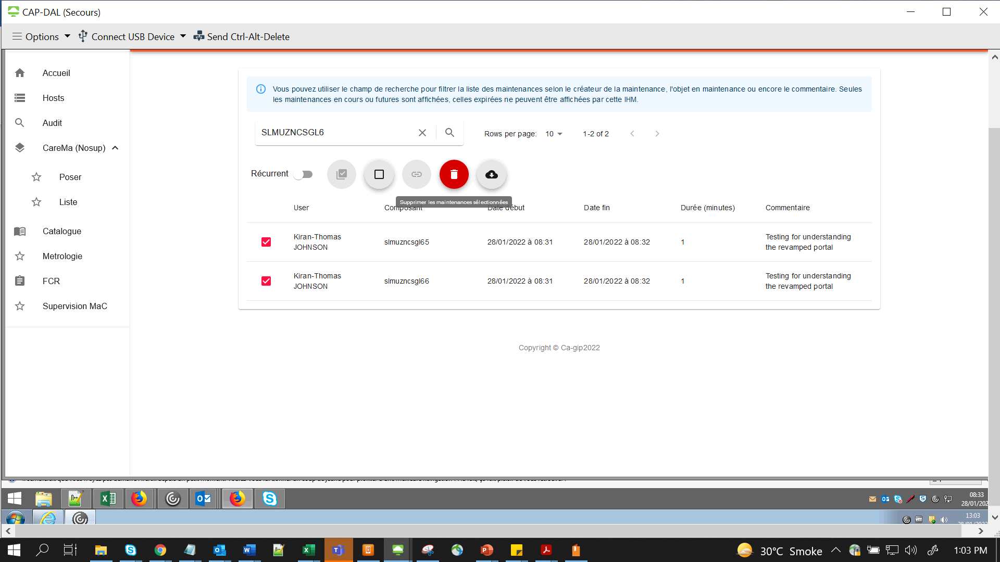 CAP-DAL (Secours)
Options
Connect USB Device
Send Ctrl-Alt-Delete
Accueil
Hosts
Audit
CareMa (Nosup)
Poser
Liste
Catalogue
Metrologie
FCR
Supervision MaC
Vous pouvez utiliser le champ de recherche pour filtrer la liste des maintenances selon le créateur de la maintenance, l'objet en maintenance ou encore le commentaire. Seules
les maintenances en cours ou futures sont affichées, celles expirées ne peuvent être affichées par cette IHM.
SLMUZNCSGL6
Rows per page: 10 1-2 of 2
Récurrent
Supprimer les maintenances sélectionnées
User Composant Date début Date fin Durée (minutes) Commentaire
Kiran-Thomas
JOHNSON
slmuzncsgl65
28/01/2022 à 08:31
28/01/2022 à 08:32
1
Testing for understanding
the revamped portal
Kiran-Thomas
JOHNSON
slmuzncsgl66
28/01/2022 à 08:31
28/01/2022 à 08:32
1
Testing for understanding
the revamped portal
Copyright © Ca-gip2022
08:33
28/01/202
13:03
28/01/2022
30°C Smoke
1:03 PM